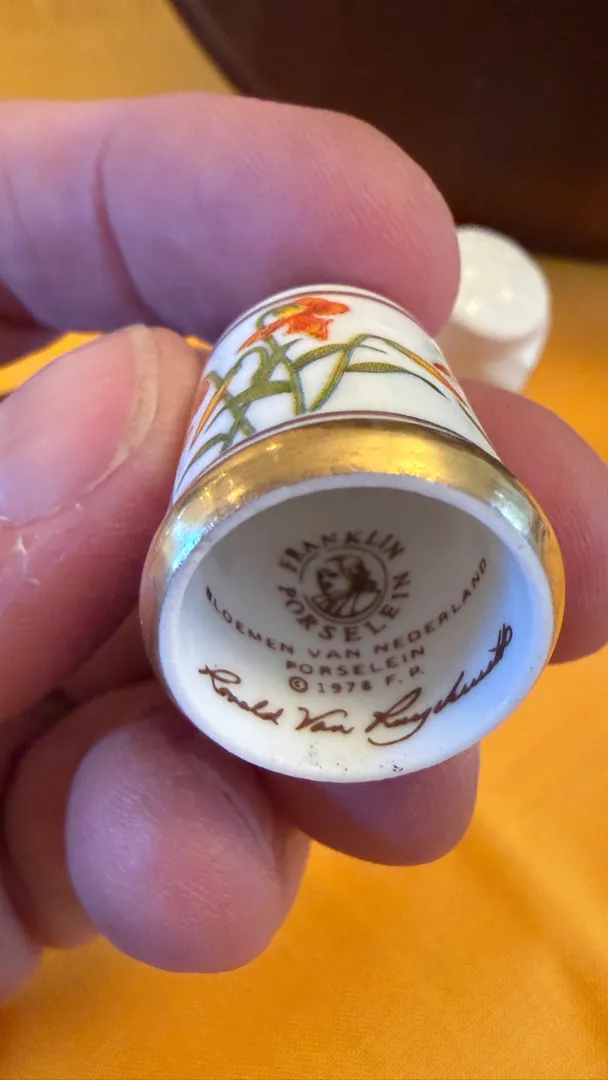 FRANKLIN
PORSELEIN
BLOEMEN VAN NEDERLAND
PORSELEIN
© 1978 F. P.
Ronald Van Ruyckevelt